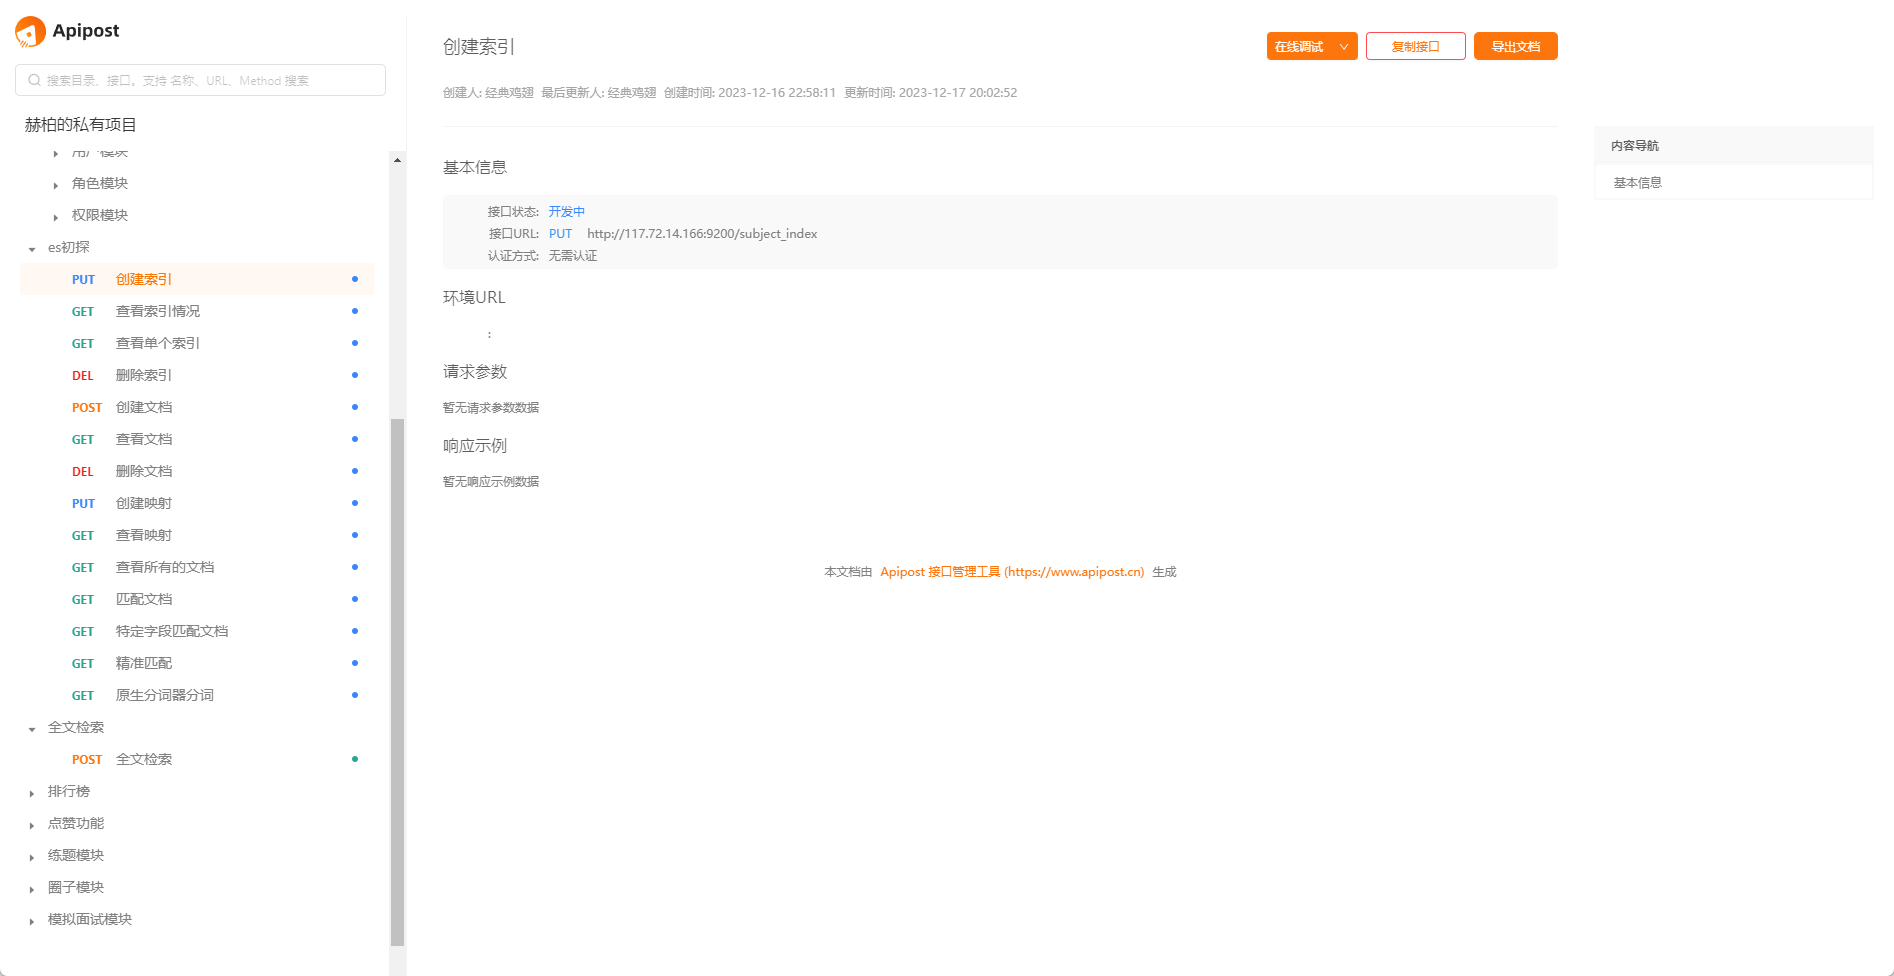 Apipost
搜索目录、接口。支持 名称、URL、Method 搜索
赫柏的私有项目
用户模块
角色模块
权限模块
es初探
PUT 创建索引
GET 查看索引情况
GET 查看单个索引
DEL 删除索引
POST 创建文档
GET 查看文档
DEL 删除文档
PUT 创建映射
GET 查看映射
GET 查看所有的文档
GET 匹配文档
GET 特定字段匹配文档
GET 精准匹配
GET 原生分词器分词
全文检索
POST 全文检索
排行榜
点赞功能
练题模块
圈子模块
模拟面试模块
创建索引
在线调试
复制接口
导出文档
创建人: 经典鸡翅 最后更新人: 经典鸡翅 创建时间: 2023-12-16 22:58:11 更新时间: 2023-12-17 20:02:52
基本信息
接口状态: 开发中
接口URL: PUT http://117.72.14.166:9200/subject_index
认证方式: 无需认证
环境URL
:
请求参数
暂无请求参数数据
响应示例
暂无响应示例数据
本文档由 Apipost 接口管理工具 (https://www.apipost.cn) 生成
内容导航
基本信息